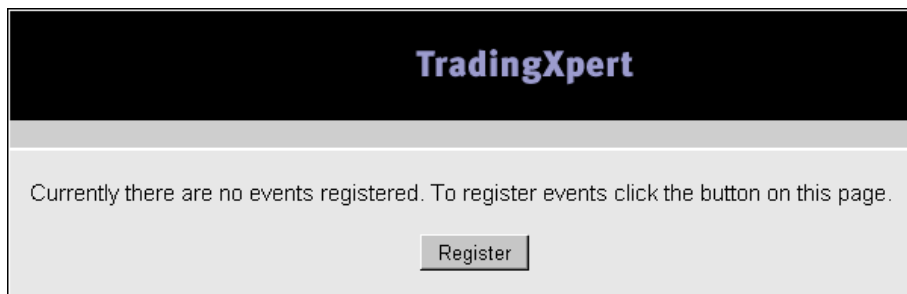 TradingXpert
Currently there are no events registered. To register events click the button on this page.
Register